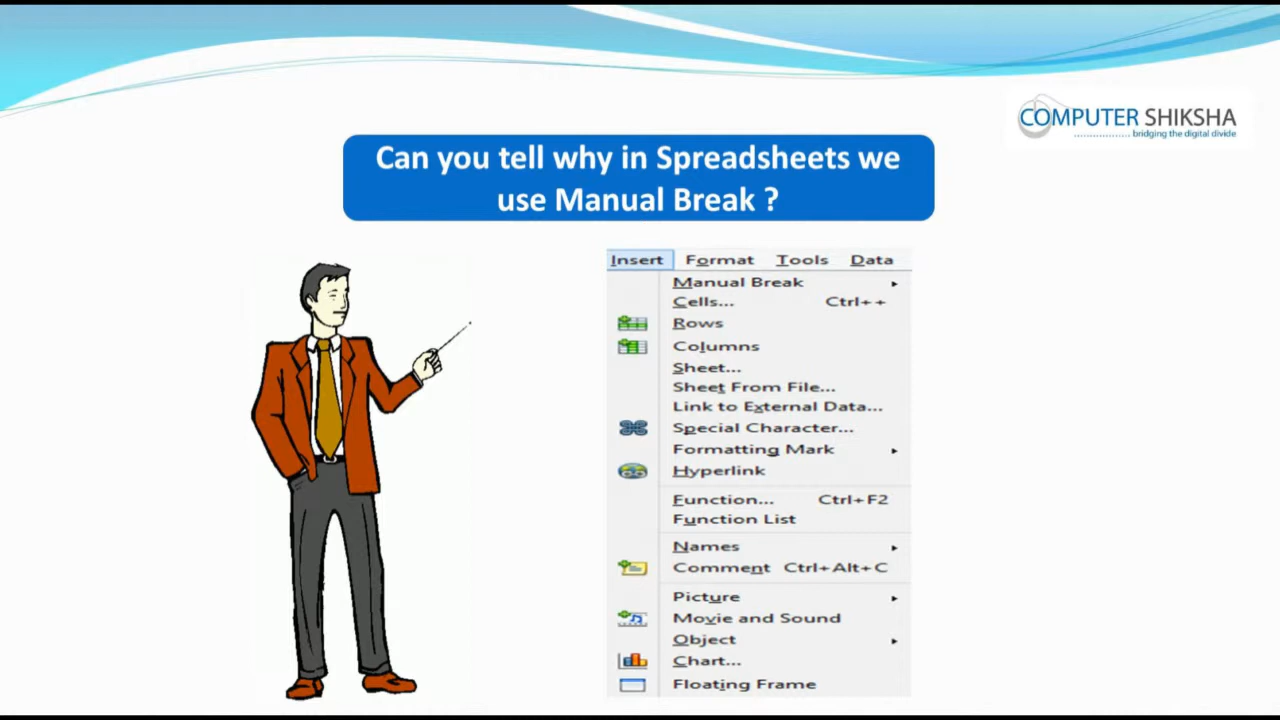 COMPUTER SHIKSHA
bridging the digital divide
Can you tell why in Spreadsheets we
use Manual Break ?
Insert Format Tools Data
Manual Break
Cells... Ctrl++
Rows
Columns
Sheet...
Sheet From File...
Link to External Data...
Special Character...
Formatting Mark
Hyperlink
Function... Ctrl+F2
Function List
Names
Comment Ctrl+Alt+C
Picture
Movie and Sound
Object
Chart...
Floating Frame